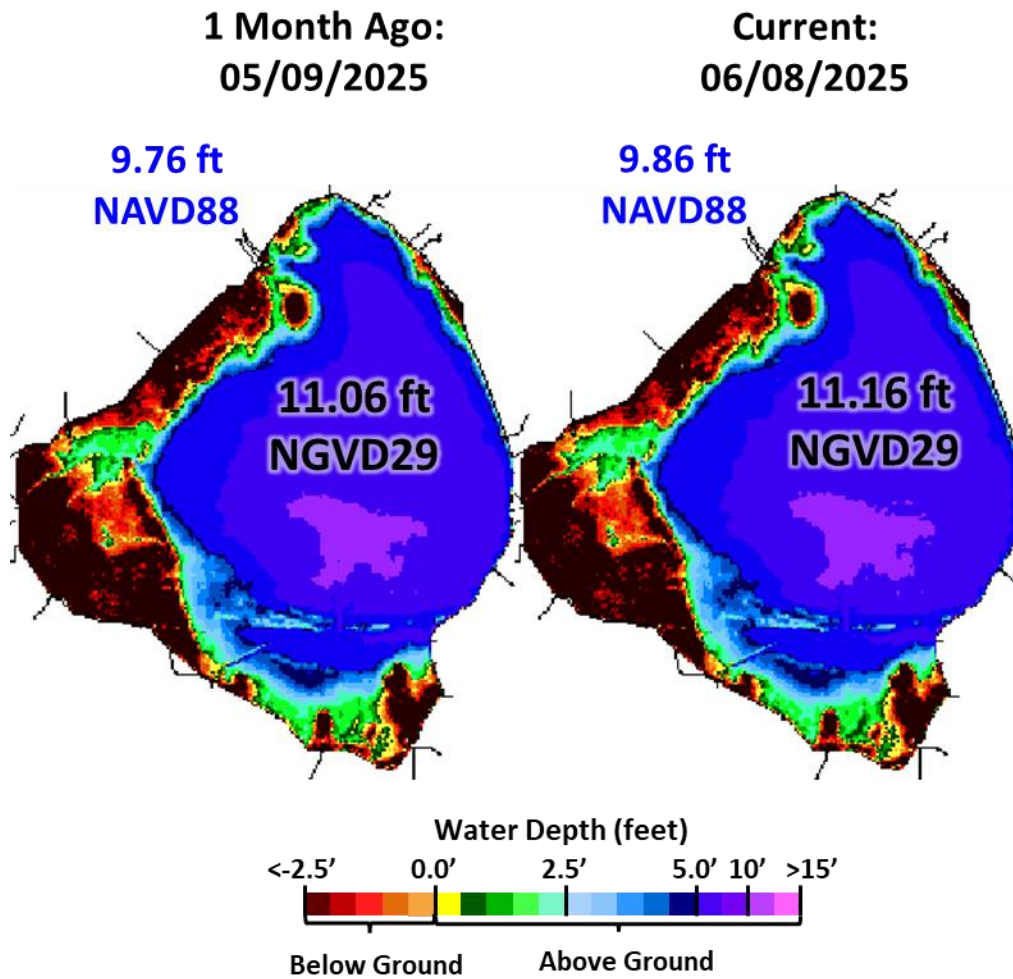 1 Month Ago:
05/09/2025
Current:
06/08/2025
9.76 ft
NAVD88
9.86 ft
NAVD88
11.06 ft
NGVD29
11.16 ft
NGVD29
Water Depth (feet)
<-2.5’ 0.0’ 2.5’ 5.0’ 10’ >15’
Below Ground Above Ground